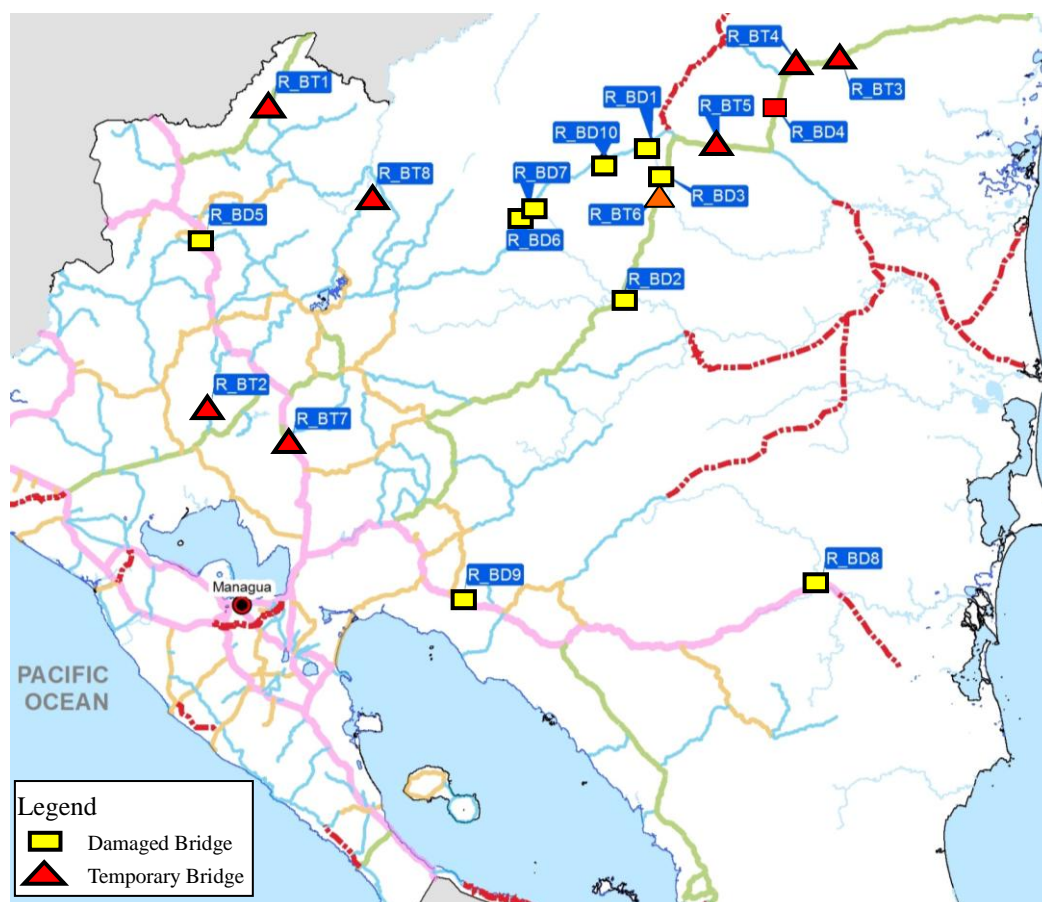 R_BT4
R_BT1
R_BD1
R_BT5
R_BT3
R_BD10
R_BD4
R_BT8
R_BD7
R_BD3
R_BD5
R_BT6
R_BD6
R_BD2
R_BT2
R_BT7
R_BD9
R_BD8
Managua
PACIFIC
OCEAN
Legend
Damaged Bridge
Temporary Bridge